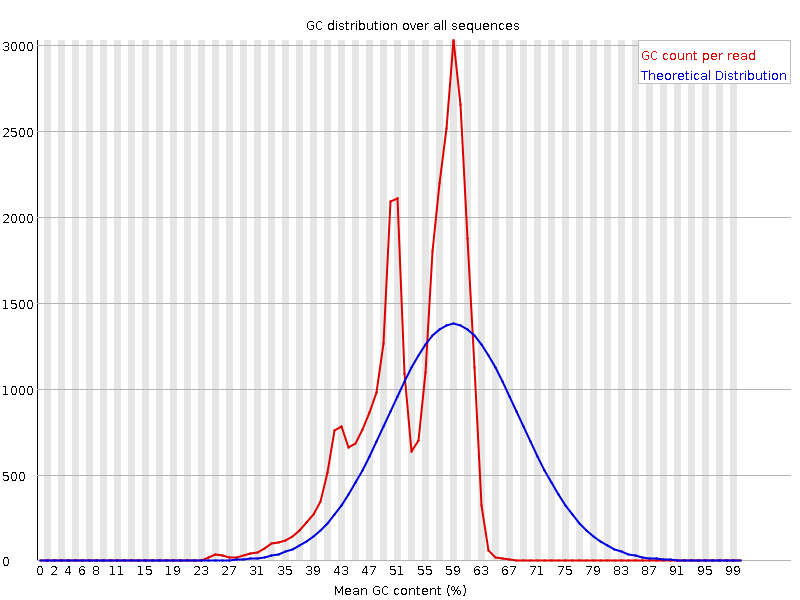 GC distribution over all sequences
GC count per read
Theoretical Distribution
3000
2500
2000
1500
1000
500
0
0 2 4 6 8 11 15 19 23 27 31 35 39 43 47 51 55 59 63 67 71 75 79 83 87 91 95 99
Mean GC content (%)